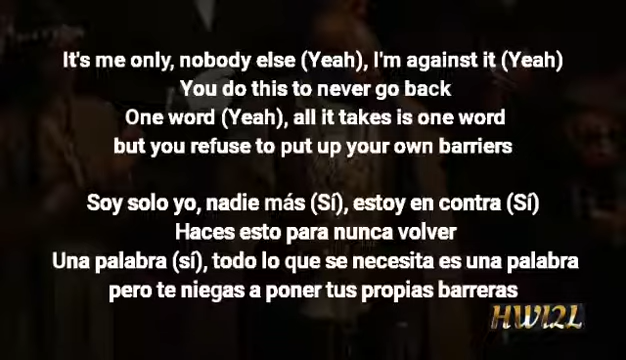 It's me only, nobody else (Yeah), I'm against it (Yeah)
You do this to never go back
One word (Yeah), all it takes is one word
but you refuse to put up your own barriers
Soy solo yo, nadie más (Sí), estoy en contra (Sí)
Haces esto para nunca volver
Una palabra (sí), todo lo que se necesita es una palabra
pero te niegas a poner tus propias barreras
HWI2L